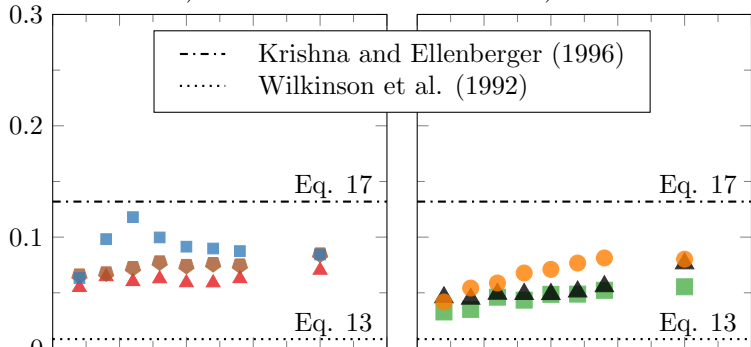 0.3
Krishna and Ellenberger (1996)
Wilkinson et al. (1992)
0.2
Eq. 17
Eq. 17
0.1
Eq. 13
Eq. 13
0